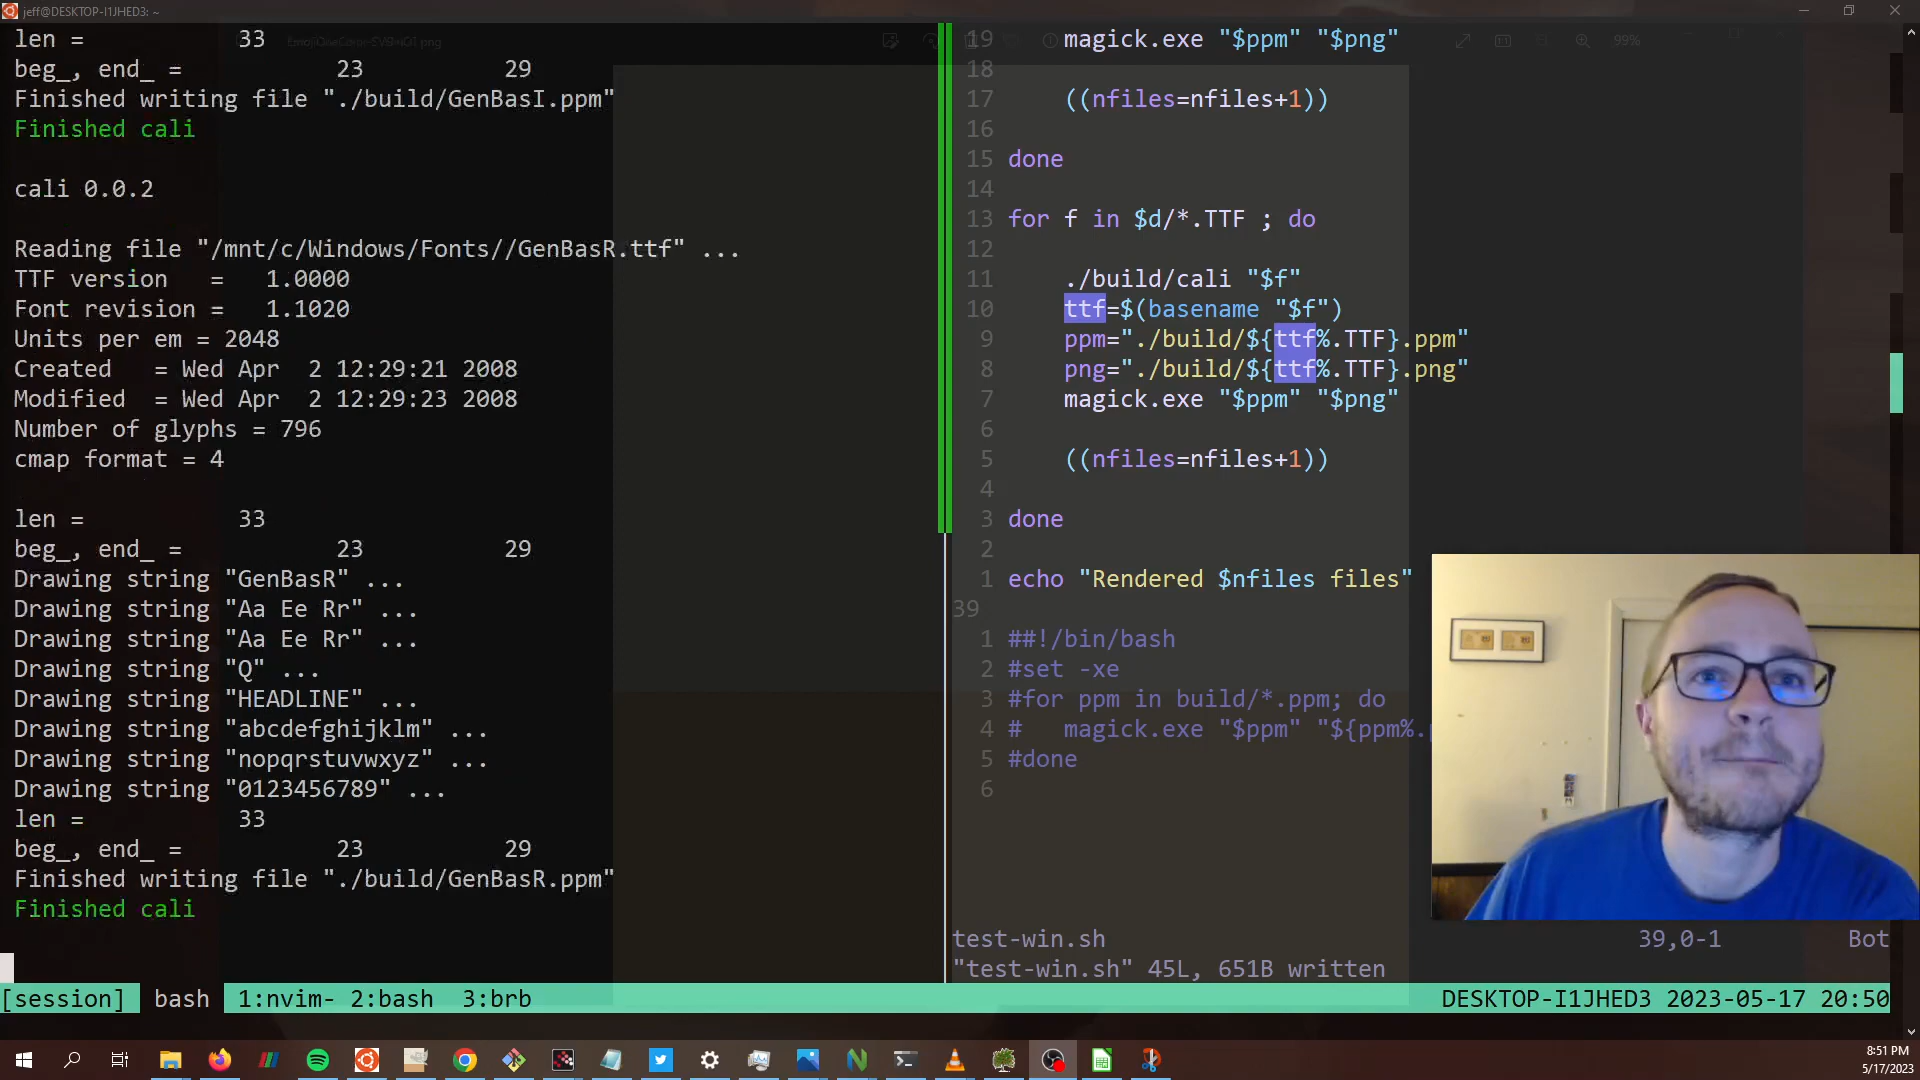 jeff@DESKTOP-I1JHED3: ~
len =           33
beg_, end_ =           23          29
Finished writing file "./build/GenBasI.ppm"
Finished cali
cali 0.0.2
Reading file "/mnt/c/Windows/Fonts//GenBasR.ttf" ...
TTF version   =   1.0000
Font revision =   1.1020
Units per em = 2048
Created   = Wed Apr  2 12:29:21 2008
Modified  = Wed Apr  2 12:29:23 2008
Number of glyphs = 796
cmap format = 4
len =           33
beg_, end_ =           23          29
Drawing string "GenBasR" ...
Drawing string "Aa Ee Rr" ...
Drawing string "Aa Ee Rr" ...
Drawing string "Q" ...
Drawing string "HEADLINE" ...
Drawing string "abcdefghijklm" ...
Drawing string "nopqrstuvwxyz" ...
Drawing string "0123456789" ...
len =           33
beg_, end_ =           23          29
Finished writing file "./build/GenBasR.ppm"
Finished cali
19     magick.exe "$ppm" "$png"
18
17     ((nfiles=nfiles+1))
16
15 done
14
13 for f in $d/*.TTF ; do
12
11     ./build/cali "$f"
10     ttf=$(basename "$f")
9     ppm="./build/${ttf%.TTF}.ppm"
8     png="./build/${ttf%.TTF}.png"
7     magick.exe "$ppm" "$png"
6
5     ((nfiles=nfiles+1))
4
3 done
2
1 echo "Rendered $nfiles files"
39
1 ##!/bin/bash
2 #set -xe
3 #for ppm in build/*.ppm; do
4 #   magick.exe "$ppm" "${ppm%.
5 #done
6
test-win.sh 39,0-1 Bot
"test-win.sh" 45L, 651B written
[session] bash 1:nvim- 2:bash 3:brb DESKTOP-I1JHED3 2023-05-17 20:50
99%
8:51 PM
5/17/2023